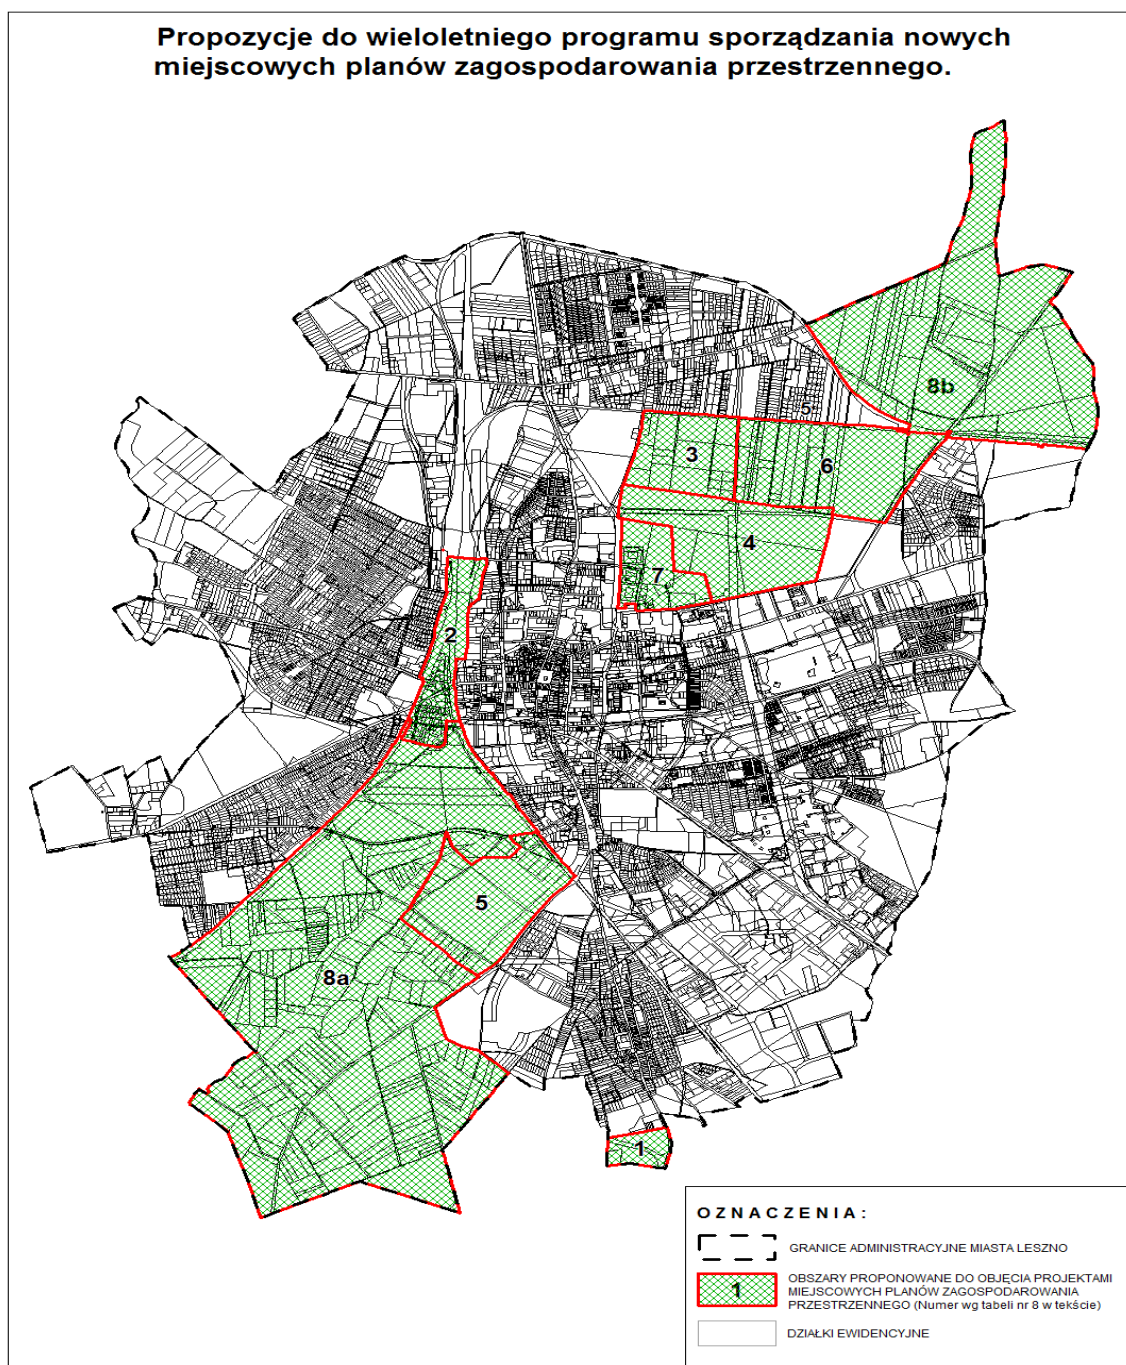 Propozycje do wieloletniego programu sporządzania nowych
miejscowych planów zagospodarowania przestrzennego.
8b
5
3
6
4
7
2
5
8a
1
OZNACZENIA:
GRANICE ADMINISTRACYJNE MIASTA LESZNO
1
OBSZARY PROPONOWANE DO OBJĘCIA PROJEKTAMI
MIEJSCOWYCH PLANÓW ZAGOSPODAROWANIA
PRZESTRZENNEGO (Numer wg tabeli nr 8 w tekście)
DZIAŁKI EWIDENCYJNE